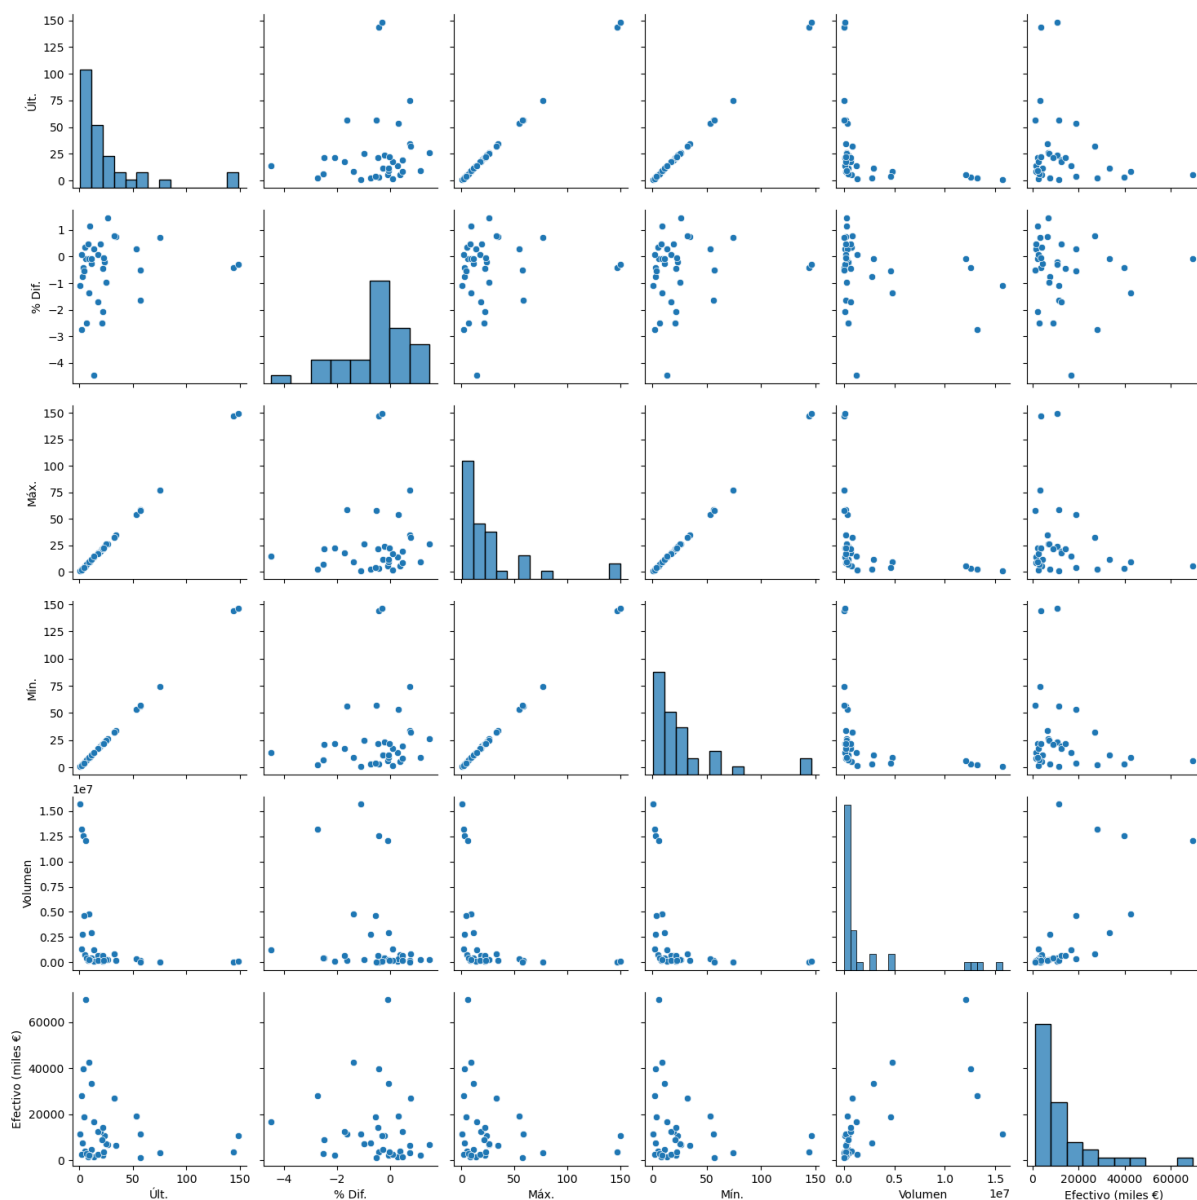 150
125
100
75
50
25
0
Últ.
1
0
−1
−2
−3
−4
% Dif.
150
125
100
75
50
25
0
Máx.
150
125
100
75
50
25
0
Mín.
1e7
1.50
1.25
1.00
0.75
0.50
0.25
0.00
Volumen
60000
40000
20000
0
Efectivo (miles €)
0 50 100 150
Últ.
−4 −2 0
% Dif.
0 50 100 150
Máx.
0 50 100 150
Mín.
0.0 0.5 1.0 1.5
Volumen 1e7
0 20000 40000 60000
Efectivo (miles €)